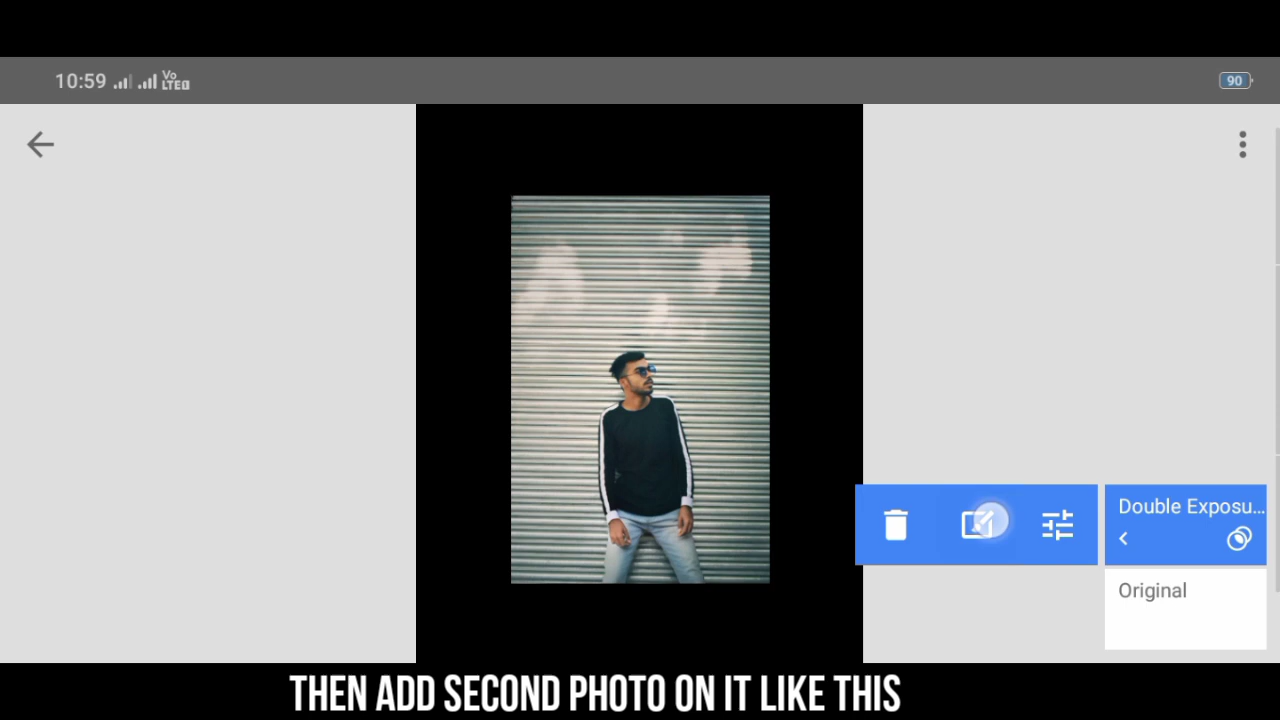 10:59 Vo LTE
90
Double Exposu...
Original
THEN ADD SECOND PHOTO ON IT LIKE THIS